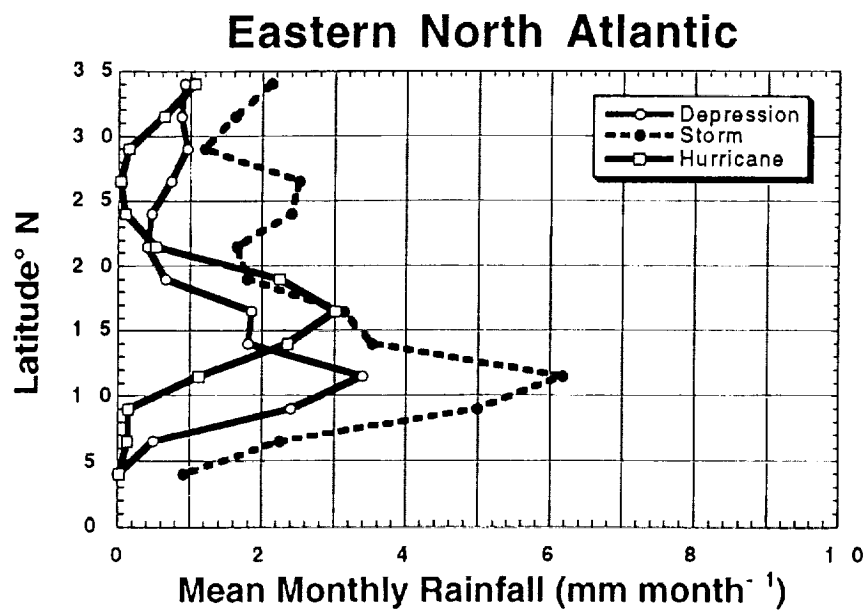 Eastern North Atlantic
3 5
3 0
2 5
2 0
1 5
1 0
5
0
Latitude° N
Depression
Storm
Hurricane
0 2 4 6 8 1 0
Mean Monthly Rainfall (mm month⁻¹)